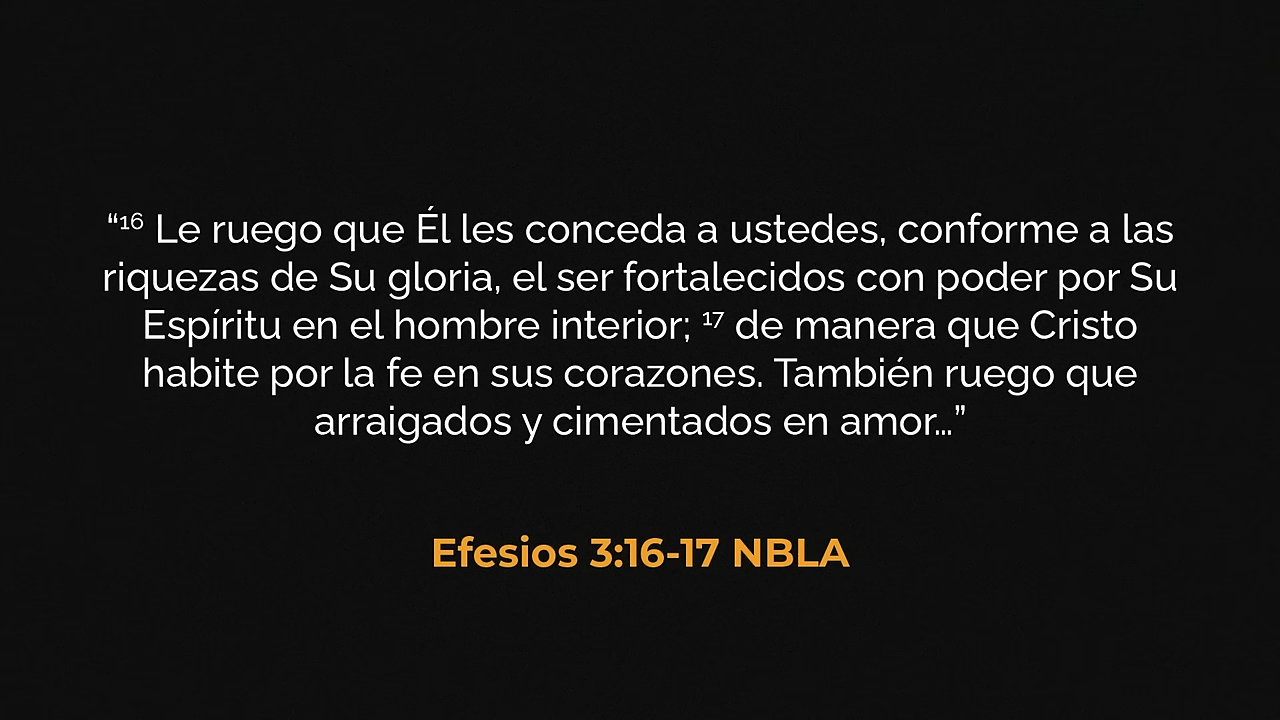 “¹⁶ Le ruego que Él les conceda a ustedes, conforme a las
riquezas de Su gloria, el ser fortalecidos con poder por Su
Espíritu en el hombre interior; ¹⁷ de manera que Cristo
habite por la fe en sus corazones. También ruego que
arraigados y cimentados en amor…”
Efesios 3:16-17 NBLA